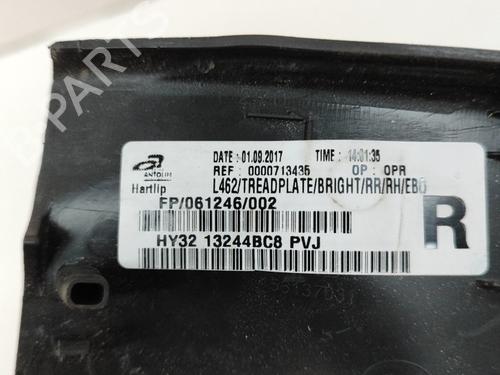 DATE : 01.09.2017 TIME : 14:01:35
REF : 0000713435 OP : OPR
ANTOLIN
Hartlip
L462/TREADPLATE/BRIGHT/RR/RH/EBO
FP/061246/002
R
HY32 13244BC8 PVJ
B-Parts